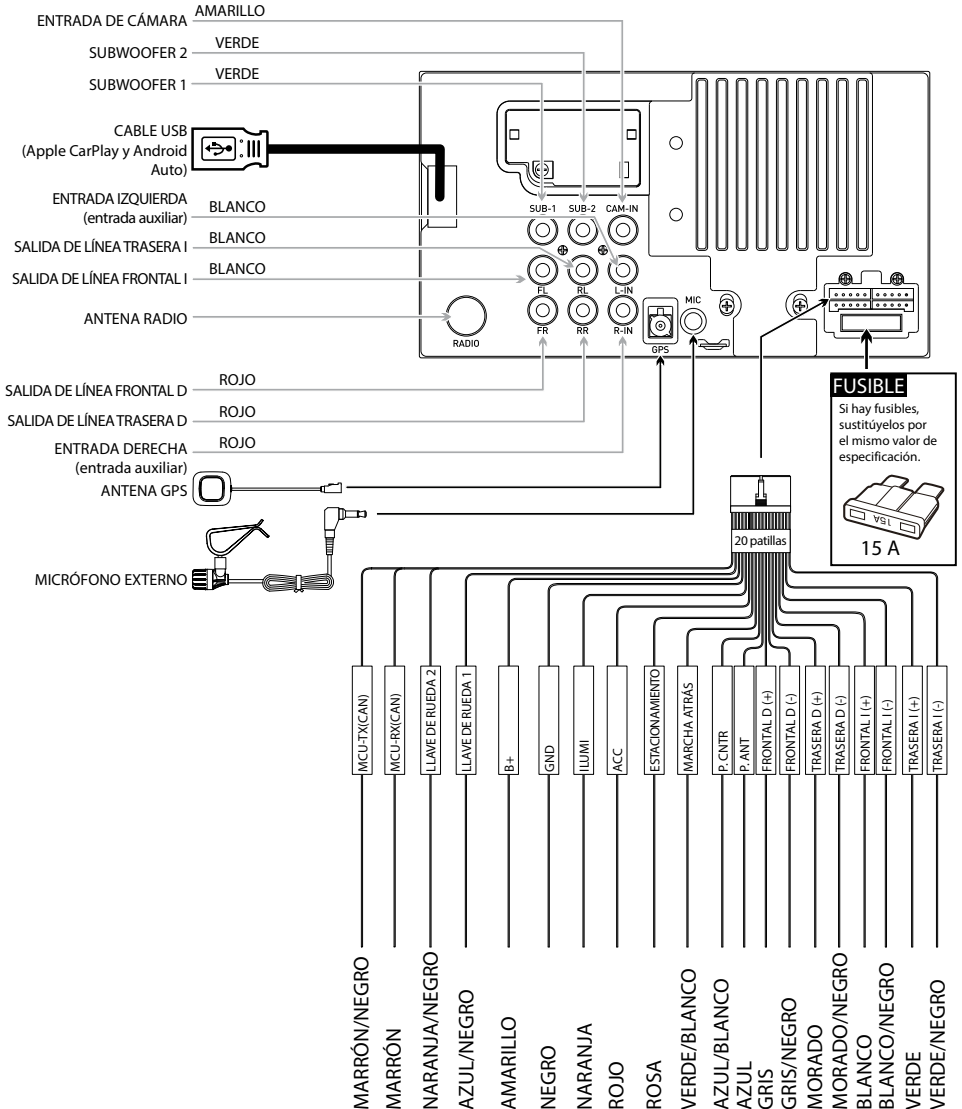 ENTRADA DE CÁMARA AMARILLO
SUBWOOFER 2 VERDE
SUBWOOFER 1 VERDE
CABLE USB
(Apple CarPlay y Android
Auto)
ENTRADA IZQUIERDA
(entrada auxiliar) BLANCO
SALIDA DE LÍNEA TRASERA I BLANCO
SALIDA DE LÍNEA FRONTAL I BLANCO
ANTENA RADIO
SALIDA DE LÍNEA FRONTAL D ROJO
SALIDA DE LÍNEA TRASERA D ROJO
ENTRADA DERECHA ROJO
(entrada auxiliar)
ANTENA GPS
MICRÓFONO EXTERNO
SUB-1 SUB-2 CAM-IN
FL RL L-IN
FR RR R-IN
RADIO
GPS
MIC
FUSIBLE
Si hay fusibles,
sustitúyelos por
el mismo valor de
especificación.
15A
15 A
20 patillas
MCU-TX(CAN)
MCU-RX(CAN)
LLAVE DE RUEDA 2
LLAVE DE RUEDA 1
B+
GND
ILUMI
ACC
ESTACIONAMIENTO
MARCHA ATRÁS
P. CNTR
P. ANT
FRONTAL D (+)
FRONTAL D (-)
TRASERA D (+)
TRASERA D (-)
FRONTAL I (+)
FRONTAL I (-)
TRASERA I (+)
TRASERA I (-)
MARRÓN/NEGRO
MARRÓN
NARANJA/NEGRO
AZUL/NEGRO
AMARILLO
NEGRO
NARANJA
ROJO
ROSA
VERDE/BLANCO
AZUL/BLANCO
AZUL
GRIS
GRIS/NEGRO
MORADO
MORADO/NEGRO
BLANCO
BLANCO/NEGRO
VERDE
VERDE/NEGRO